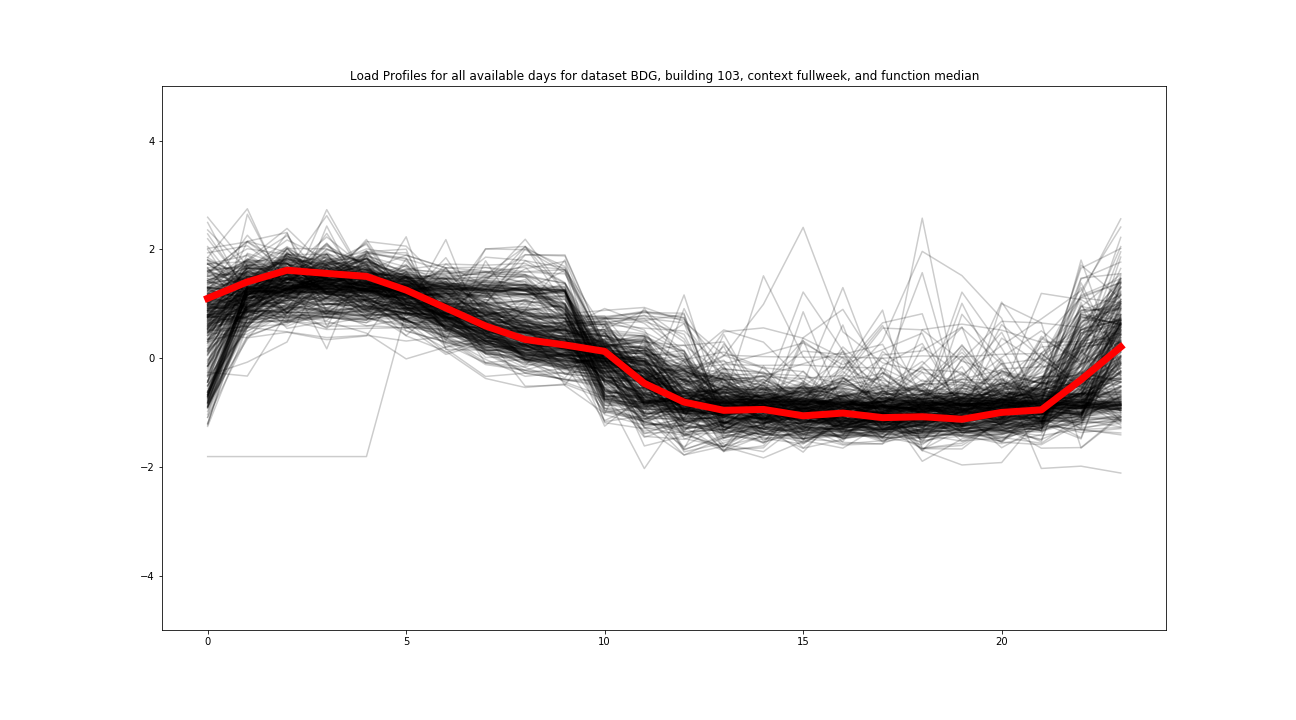 Load Profiles for all available days for dataset BDG, building 103, context fullweek, and function median
4
2
0
−2
−4
0 5 10 15 20